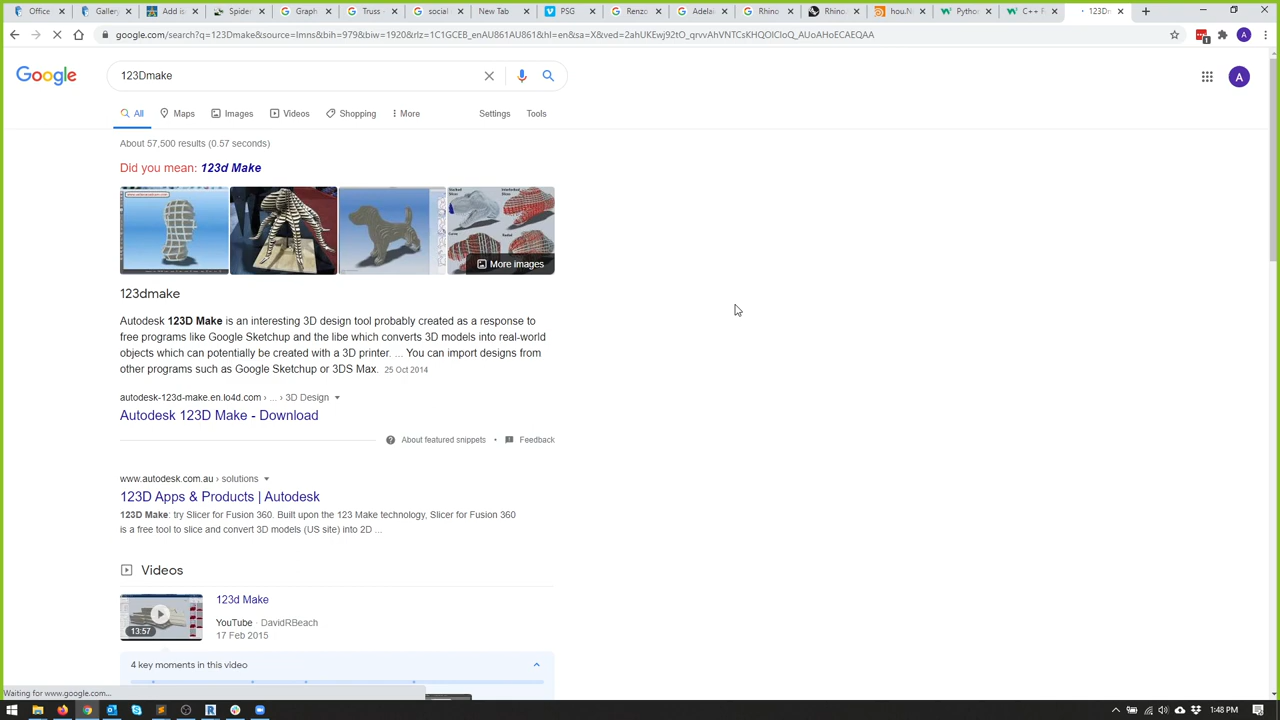 Office
Gallery
Add is
Spider
Graph
Truss -
social
New Tab
PSG
Renzo
Adelai
Rhino
Rhino
hou.N
Python
C++ F
123Dm
google.com/search?q=123Dmake&source=lmns&bih=979&biw=1920&rlz=1C1GCEB_enAU861AU861&hl=en&sa=X&ved=2ahUKEwj92tO_qrvvAhVNTCsKHQOlCloQ_AUoAHoECAEQAA
1
A
Google
123Dmake
A
All
Maps
Images
Videos
Shopping
More
Settings
Tools
About 57,500 results (0.57 seconds)
Did you mean: 123d Make
More images
123dmake
Autodesk 123D Make is an interesting 3D design tool probably created as a response to
free programs like Google Sketchup and the libe which converts 3D models into real-world
objects which can potentially be created with a 3D printer. ... You can import designs from
other programs such as Google Sketchup or 3DS Max. 25 Oct 2014
autodesk-123d-make.en.lo4d.com › ... › 3D Design
Autodesk 123D Make - Download
About featured snippets • Feedback
www.autodesk.com.au › solutions
123D Apps & Products | Autodesk
123D Make: try Slicer for Fusion 360. Built upon the 123 Make technology, Slicer for Fusion 360
is a free tool to slice and convert 3D models (US site) into 2D ...
Videos
123d Make
YouTube · DavidRBeach
17 Feb 2015
13:57
4 key moments in this video
Waiting for www.google.com...
1:48 PM